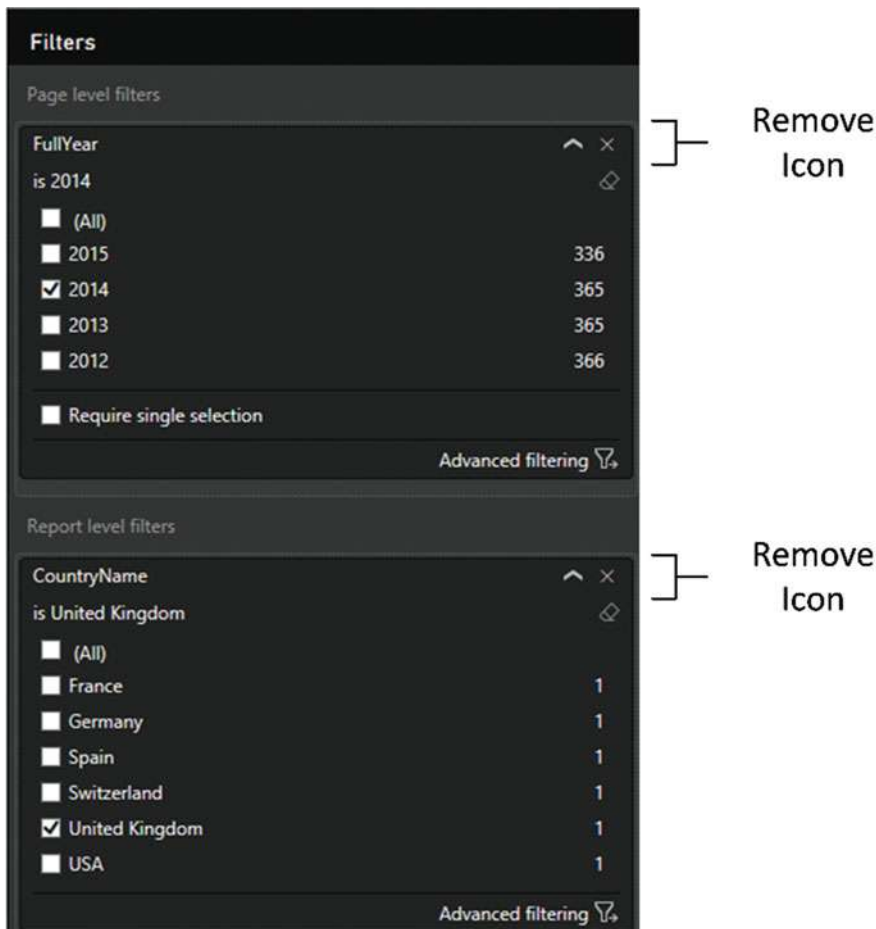 Filters
Page level filters
FullYear
is 2014
(All)
2015 336
2014 365
2013 365
2012 366
Require single selection
Advanced filtering
Report level filters
CountryName
is United Kingdom
(All)
France 1
Germany 1
Spain 1
Switzerland 1
United Kingdom 1
USA 1
Advanced filtering
Remove
Icon
Remove
Icon